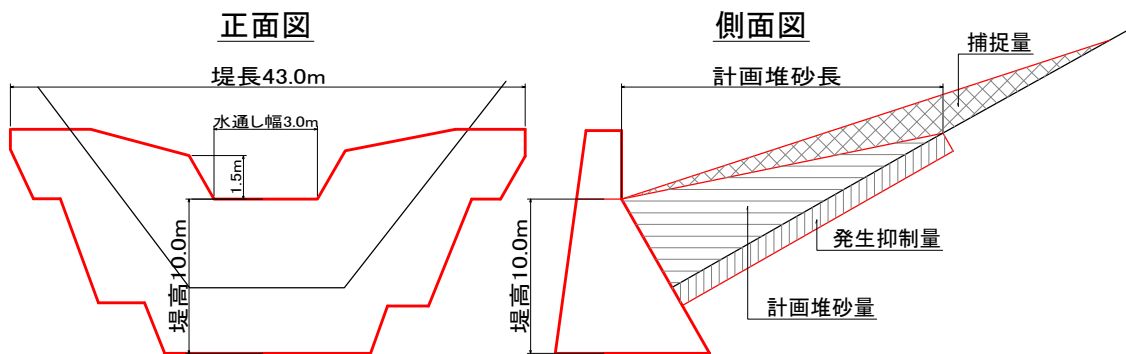 正面図
堤長43.0m
水通し幅3.0m
1.5m
堤高10.0m
側面図
捕捉量
計画堆砂長
堤高10.0m
発生抑制量
計画堆砂量